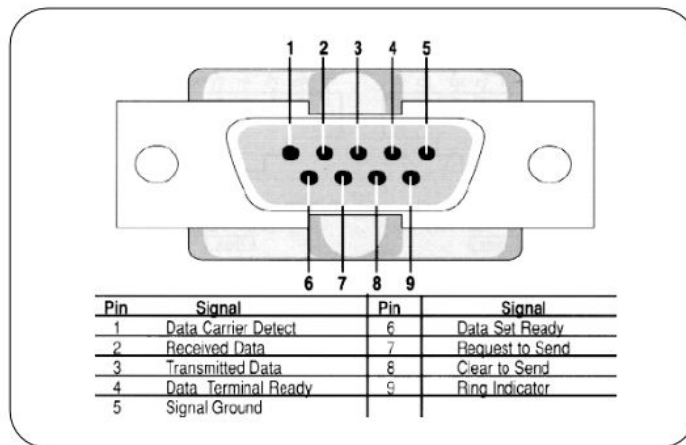 1 2 3 4 5
6 7 8 9
Pin Signal Pin Signal
1 Data Carrier Detect 6 Data Set Ready
2 Received Data 7 Request to Send
3 Transmitted Data 8 Clear to Send
4 Data Terminal Ready 9 Ring Indicator
5 Signal Ground